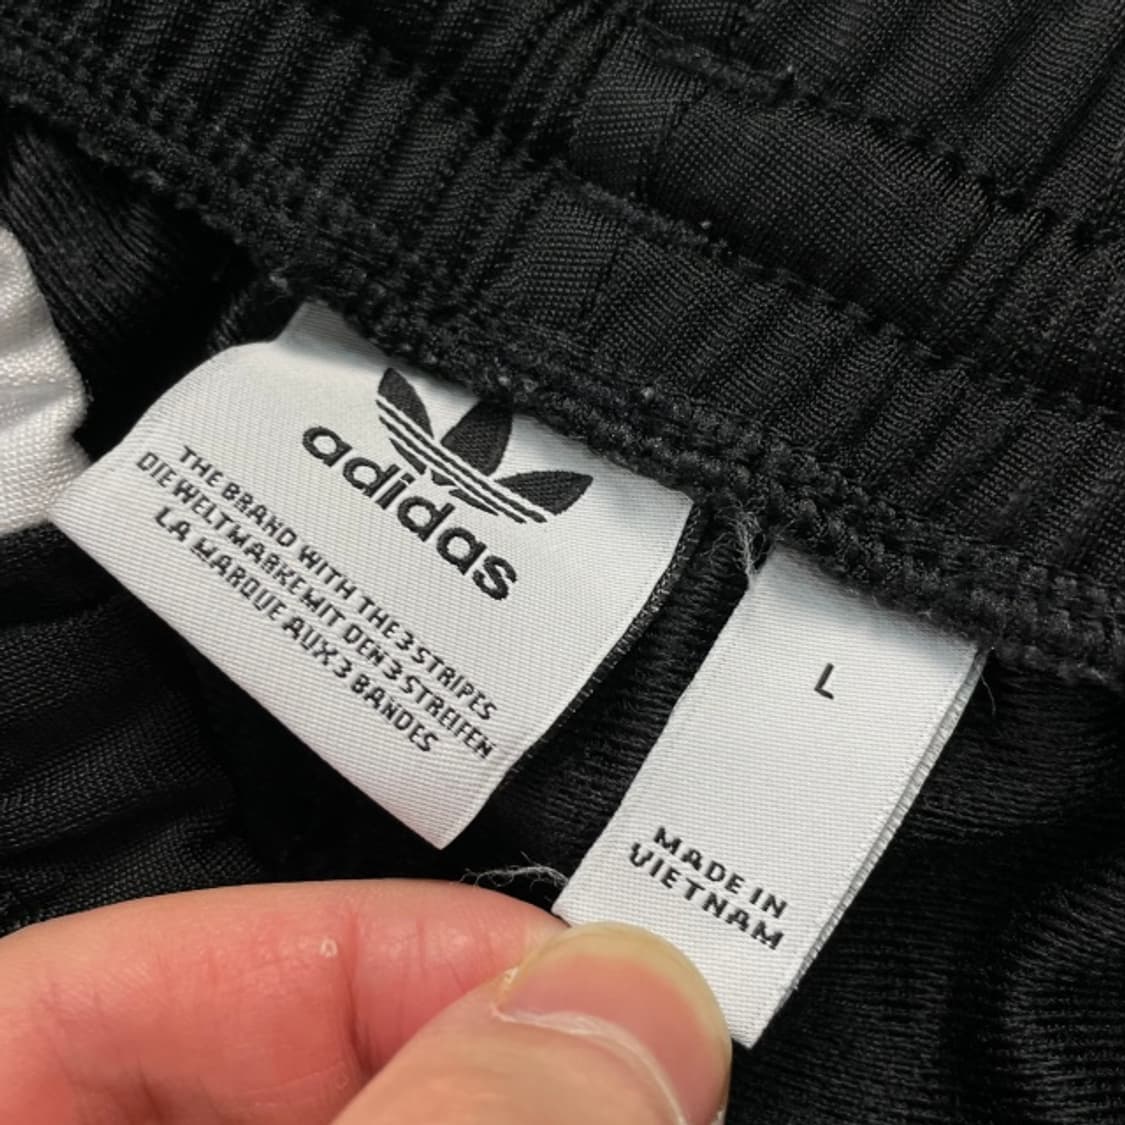 adidas
THE BRAND WITH THE 3 STRIPES
DIE WELTMARKE MIT DEN 3 STREIFEN
LA MARQUE AUX 3 BANDES
L
MADE IN
VIETNAM